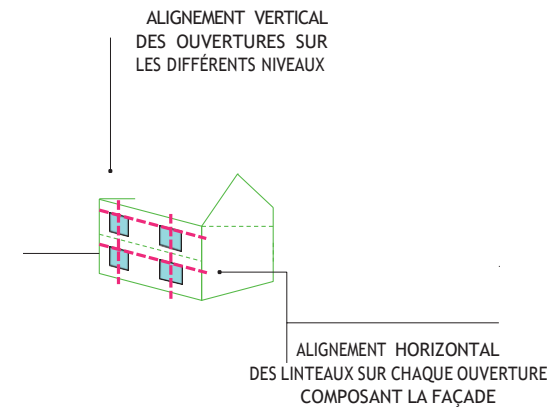 ALIGNEMENT VERTICAL
DES OUVERTURES SUR
LES DIFFÉRENTS NIVEAUX
ALIGNEMENT HORIZONTAL
DES LINTEAUX SUR CHAQUE OUVERTURE
COMPOSANT LA FAÇADE